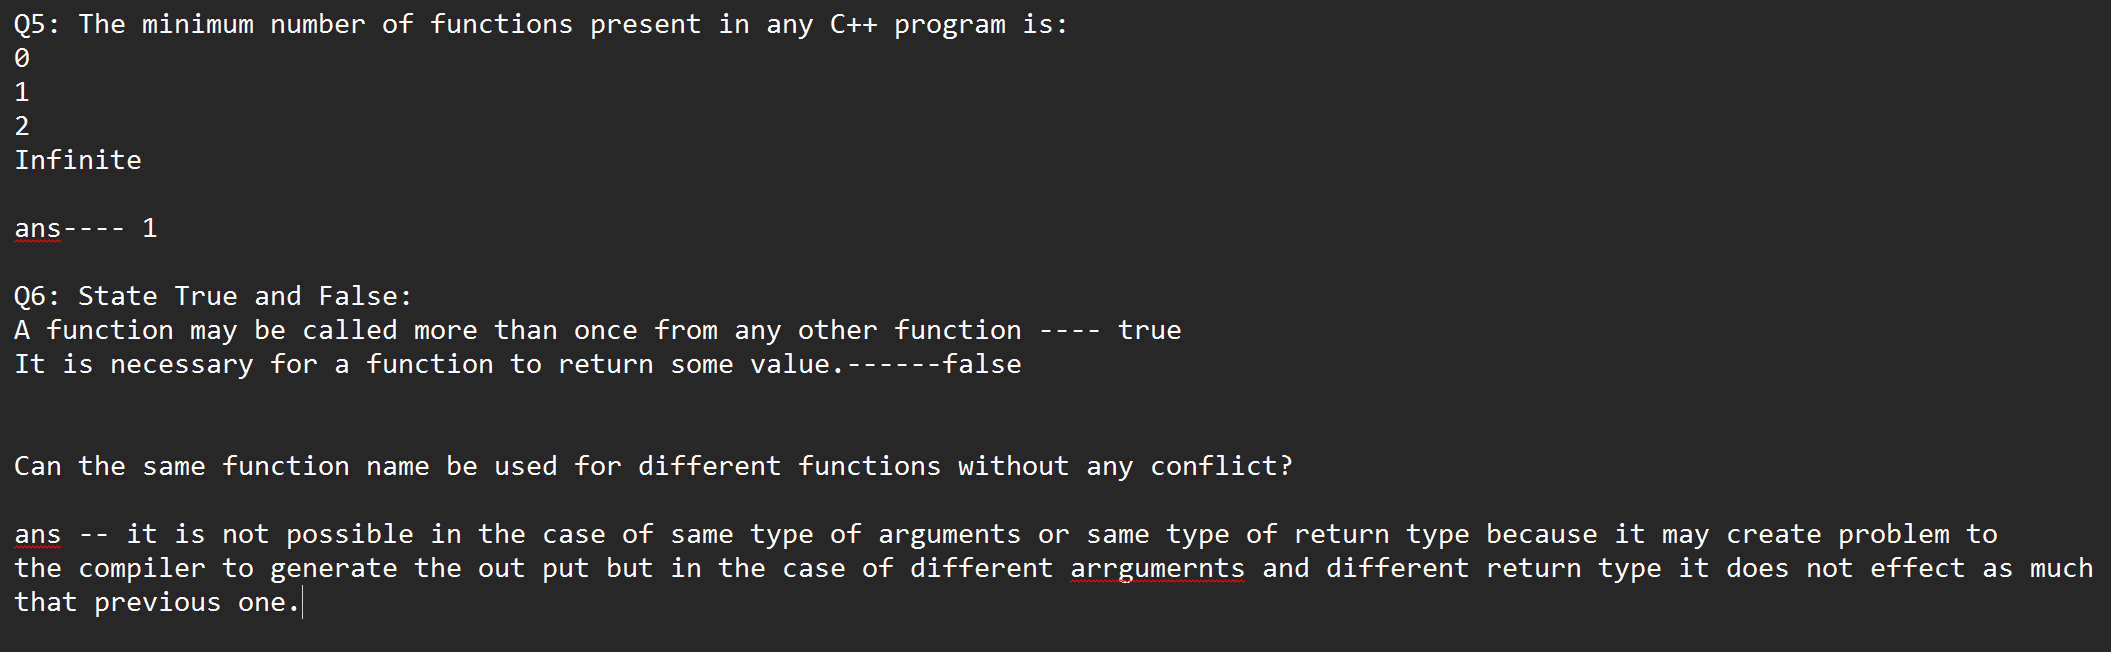 Q5: The minimum number of functions present in any C++ program is:
0
1
2
Infinite
ans---- 1
Q6: State True and False:
A function may be called more than once from any other function ---- true
It is necessary for a function to return some value.------false
Can the same function name be used for different functions without any conflict?
ans -- it is not possible in the case of same type of arguments or same type of return type because it may create problem to
the compiler to generate the out put but in the case of different arrgumernts and different return type it does not effect as much
that previous one.